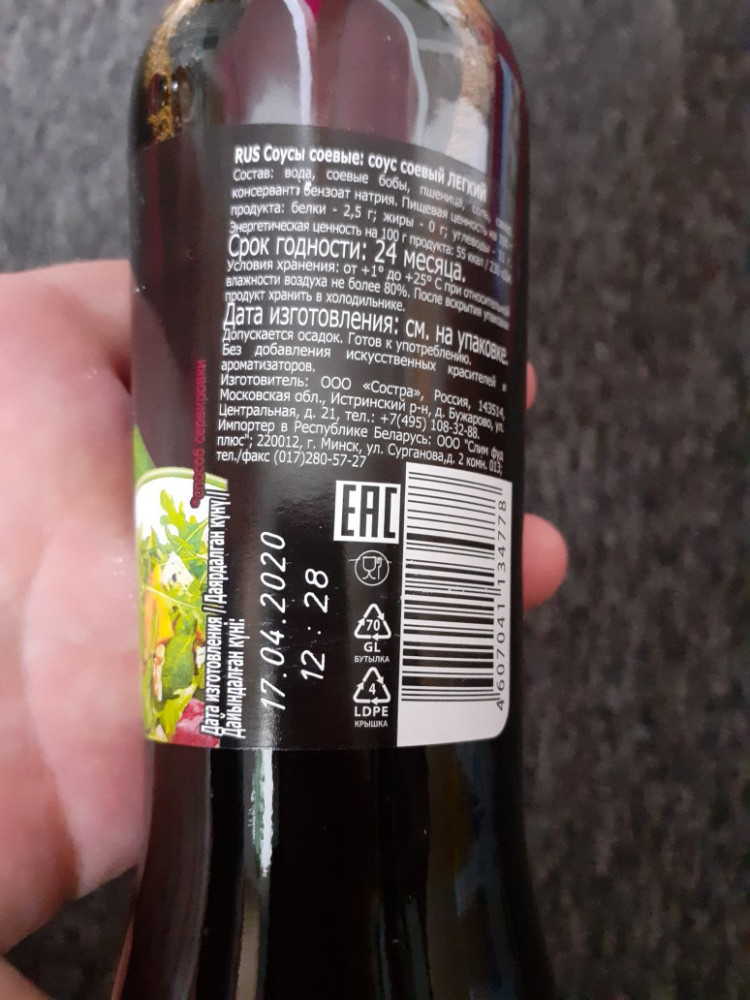 RUS Соусы соевые: соус соевый ЛЕГКИЙ
Состав: вода, соевые бобы, пшеница, соль,
консервант: бензоат натрия. Пищевая ценность на 100 г
продукта: белки - 2,5 г; жиры - 0 г; углеводы -
Энергетическая ценность на 100 г продукта: 55 ккал /
Срок годности: 24 месяца.
Условия хранения: от +1° до +25° С при относительной
влажности воздуха не более 80%. После вскрытия упаковки
продукт хранить в холодильнике.
Дата изготовления: см. на упаковке.
Допускается осадок. Готов к употреблению.
Без добавления искусственных красителей и
ароматизаторов.
Изготовитель: ООО «Состра», Россия, 143514,
Московская обл., Истринский р-н, д. Бужарово, ул.
Центральная, д. 21, тел.: +7(495) 108-32-88.
Импортер в Республике Беларусь: ООО "Слим фуд
плюс"; 220012, г. Минск, ул. Сурганова,д. 2 комн. 013;
тел./факс (017)280-57-27
способ сервировки
EAC
Дата изготовления//Даярдалган күнү//
Дайындалған күні:
17.04.2020
12:28
70
GL
БУТЫЛКА
4
LDPE
КРЫШКА
4 607041 134778